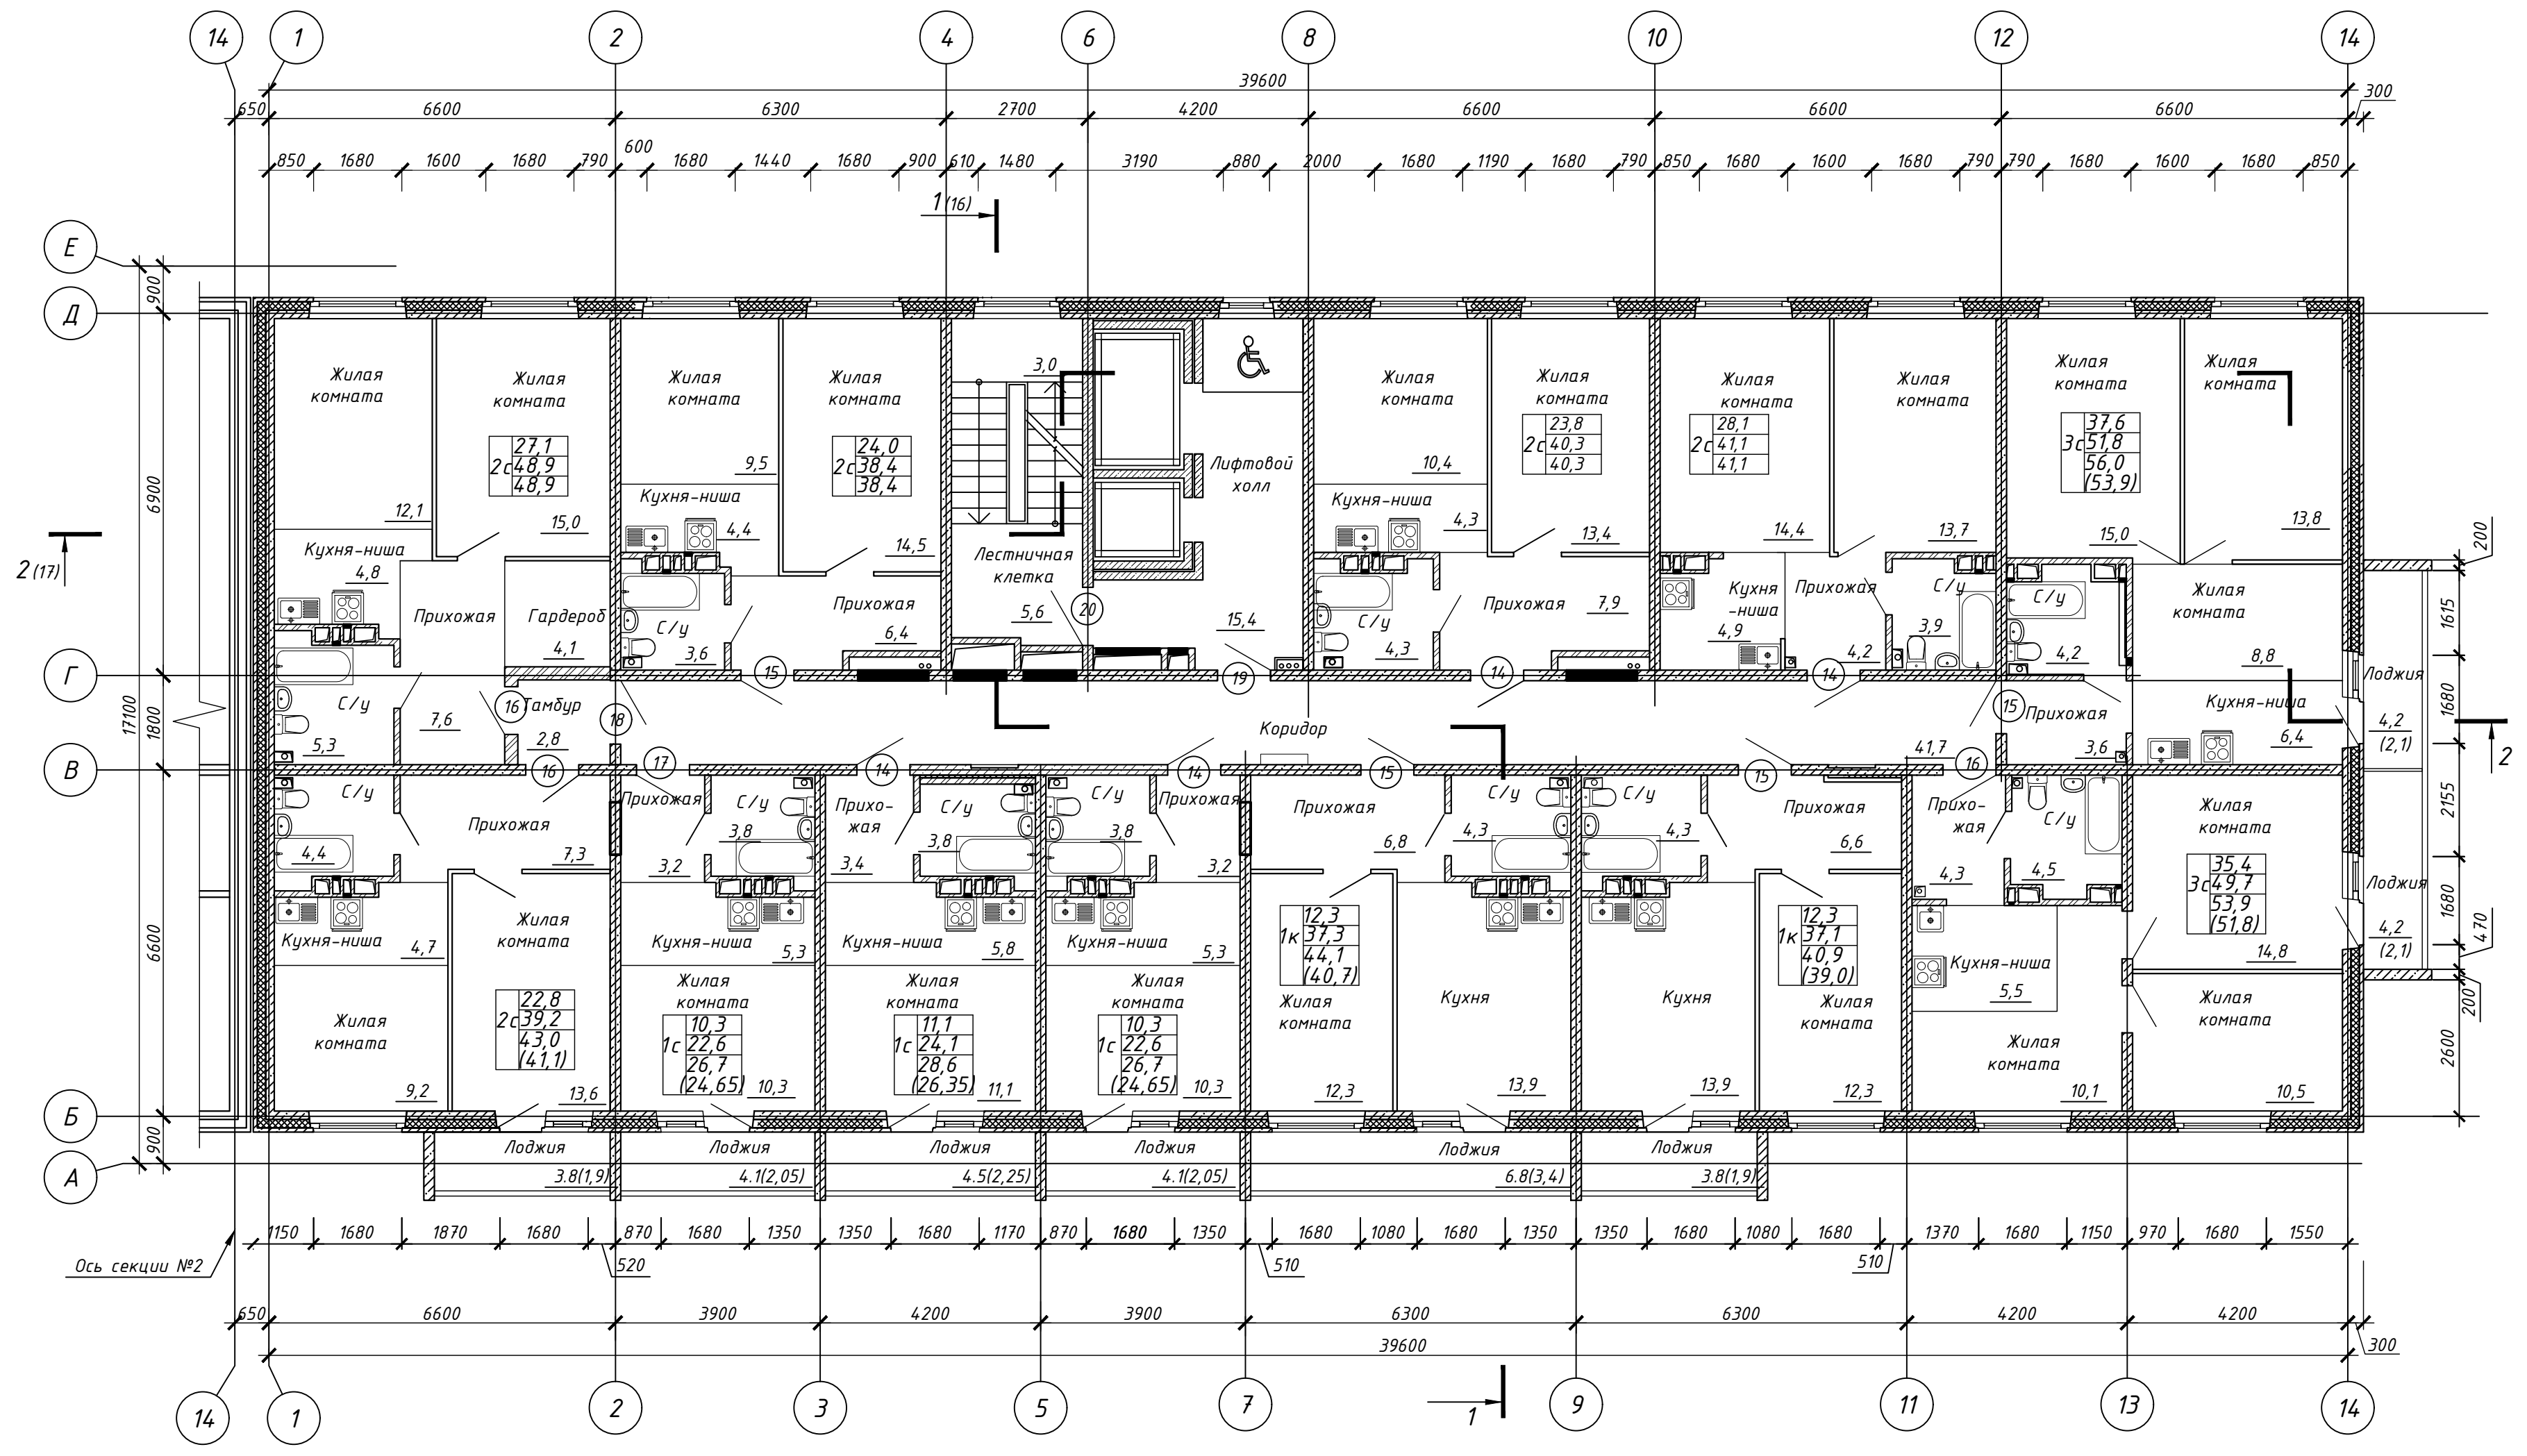 14 1 2 4 6 8 10 12 14
39600
650 6600 6300 2700 4200 6600 6600 6600 300
600
850 1680 1600 1680 790 1680 1440 1680 900 610 1480 3190 880 2000 1680 1190 1680 790 850 1680 1600 1680 790 790 1680 1600 1680 850
1 (16)
Е
900
Д
Жилая комната
12,1
Жилая комната
2с 27,1 48,9 48,9
15,0
Жилая комната
9,5
Жилая комната
2с 24,0 38,4 38,4
14,5
3,0
Лифтовой холл
Жилая комната
10,4
Жилая комната
2с 23,8 40,3 40,3
13,4
Жилая комната
2с 28,1 41,1 41,1
14,4
Жилая комната
13,7
Жилая комната
3с 37,6 51,8 56,0 (53,9)
15,0
Жилая комната
13,8
6900
2 (17)
Кухня-ниша
4,8
Прихожая
Гардероб
4,1
Кухня-ниша
4,4
С/у
3,6
Прихожая
6,4
Лестничная клетка
5,6
20
15,4
Кухня-ниша
4,3
С/у
4,3
Прихожая
7,9
Кухня-ниша
4,9
Прихожая
4,2
С/у
3,9
С/у
4,2
Жилая комната
8,8
200
1615
Г
15 19 14 14
17100
1800
С/у
5,3
7,6
16
Тамбур
2,8
18
Коридор
41,7
15
Прихожая
3,6
Кухня-ниша
6,4
Лоджия
4,2
(2,1)
1680
2
В
16 17 14 14 15 15 16
С/у
4,4
Прихожая
7,3
Прихожая
3,2
С/у
3,8
Прихо-
жая
3,4
С/у
3,8
С/у
3,8
Прихожая
3,2
Прихожая
6,8
С/у
4,3
С/у
4,3
Прихожая
6,6
Прихо-
жая
4,3
С/у
4,5
Жилая комната
3с 35,4 49,7 53,9 (51,8)
14,8
Лоджия
4,2
(2,1)
2155
1680
470
200
2600
6600
Кухня-ниша
4,7
Жилая комната
9,2
Жилая комната
2с 22,8 39,2 43,0 (41,1)
13,6
Кухня-ниша
5,3
Жилая комната
1с 10,3 22,6 26,7 (24,65)
10,3
Кухня-ниша
5,8
Жилая комната
1с 11,1 24,1 28,6 (26,35)
11,1
Кухня-ниша
5,3
Жилая комната
1с 10,3 22,6 26,7 (24,65)
10,3
1к 12,3 37,3 44,1 (40,7)
Жилая комната
12,3
Кухня
13,9
Кухня
13,9
1к 12,3 37,1 40,9 (39,0)
Жилая комната
12,3
Кухня-ниша
5,5
Жилая комната
10,1
Жилая комната
10,5
Б
900
Лоджия Лоджия Лоджия Лоджия Лоджия Лоджия
А
3.8(1,9) 4.1(2,05) 4.5(2,25) 4.1(2,05) 6.8(3,4) 3.8(1,9)
1150 1680 1870 1680 870 1680 1350 1350 1680 1170 870 1680 1350 1680 1080 1680 1350 1350 1680 1080 1680 1370 1680 1150 970 1680 1550
Ось секции №2
520 510 510
650 6600 3900 4200 3900 6300 6300 4200 4200
39600
300
14 1 2 3 5 7 1 9 11 13 14